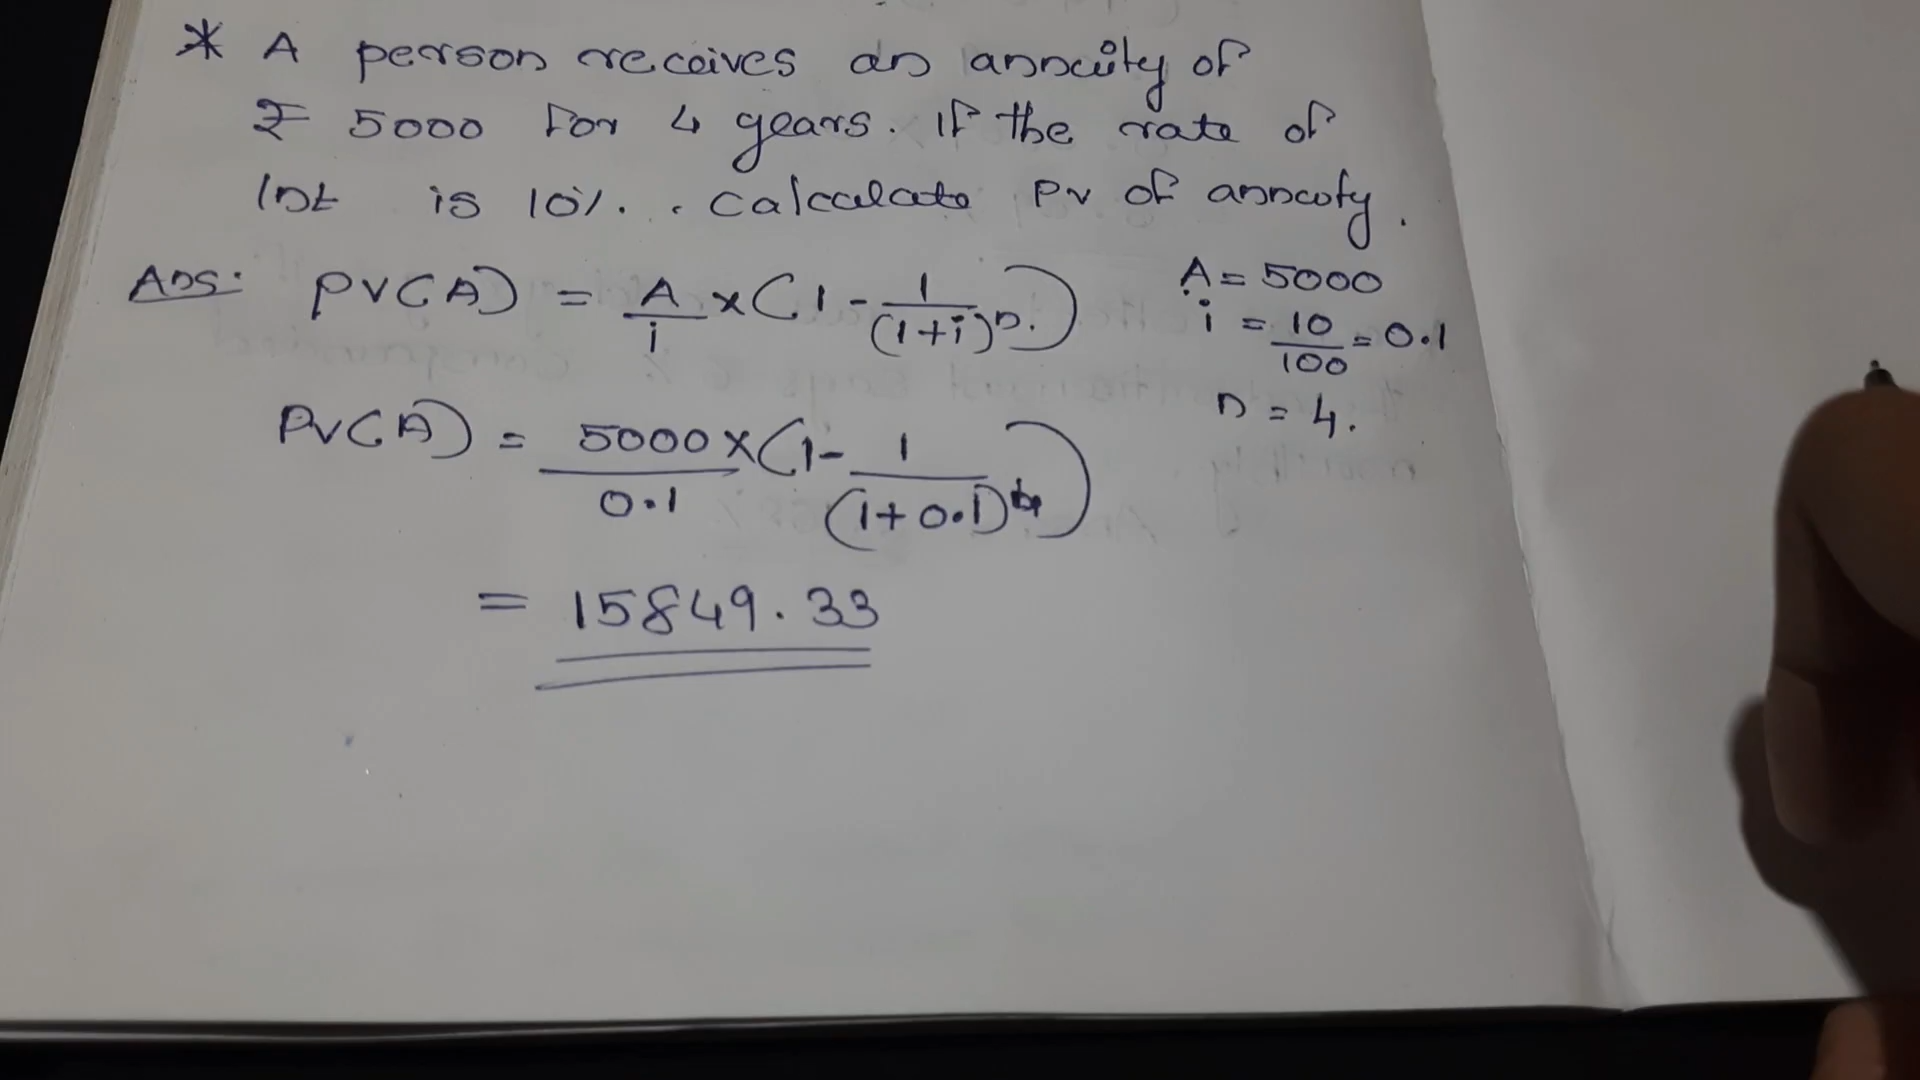 * A person receives an annuity of
₹ 5000 for 4 years. If the rate of
Int is 10%. . Calculate PV of annuty.
Ans: PV(A) = A/i × (1 - 1/(1+i)^n.)
A = 5000
i = 10/100 = 0.1
n = 4.
PV(A) = 5000/0.1 × (1 - 1/(1+0.1)^4)
= 15849.33